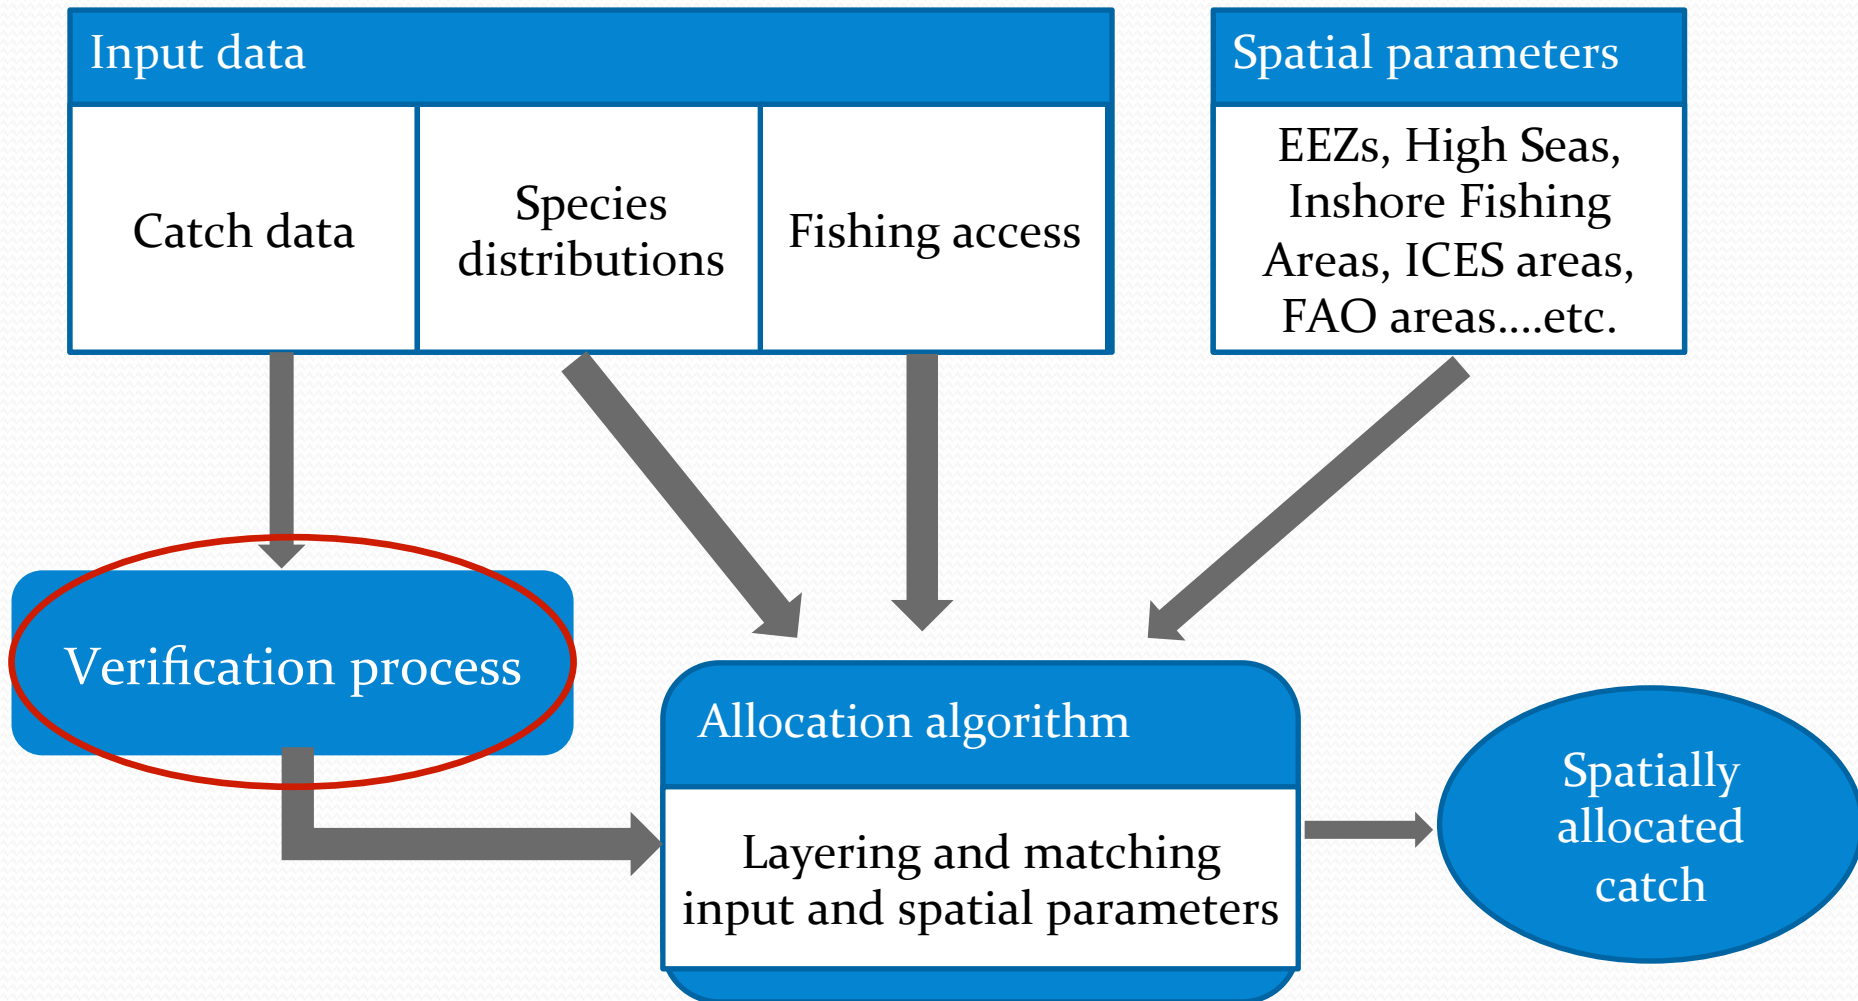 Input data
Spatial parameters
Catch data
Species
distributions
Fishing access
EEZs, High Seas,
Inshore Fishing
Areas, ICES areas,
FAO areas....etc.
Verification process
Allocation algorithm
Layering and matching
input and spatial parameters
Spatially
allocated
catch